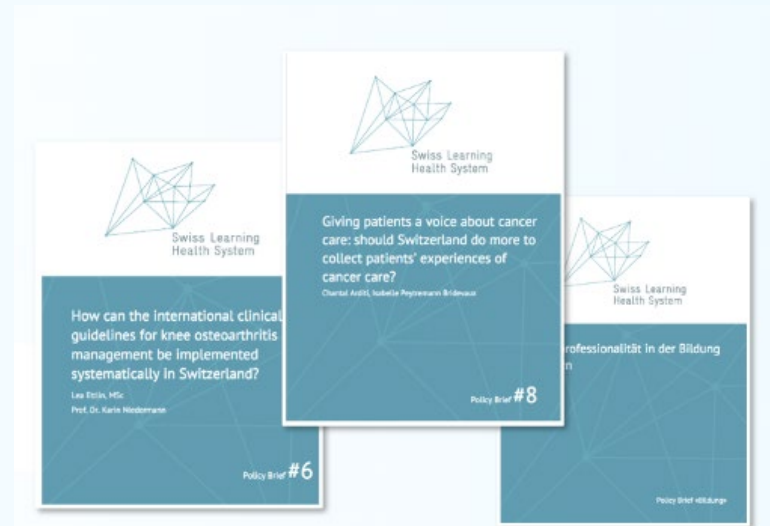 Swiss Learning
Health System
How can the international clinical
guidelines for knee osteoarthritis
management be implemented
systematically in Switzerland?
Lea Ettlin, MSc
Prof. Dr. Karin Niedermann
Policy Brief #6
Swiss Learning
Health System
Giving patients a voice about cancer
care: should Switzerland do more to
collect patients' experiences of
cancer care?
Chantal Arditi, Isabelle Peytremann Bridevaux
Policy Brief #8
Swiss Learning
Health System
rofessionalität in der Bildung
n
Policy Brief «Bildung»